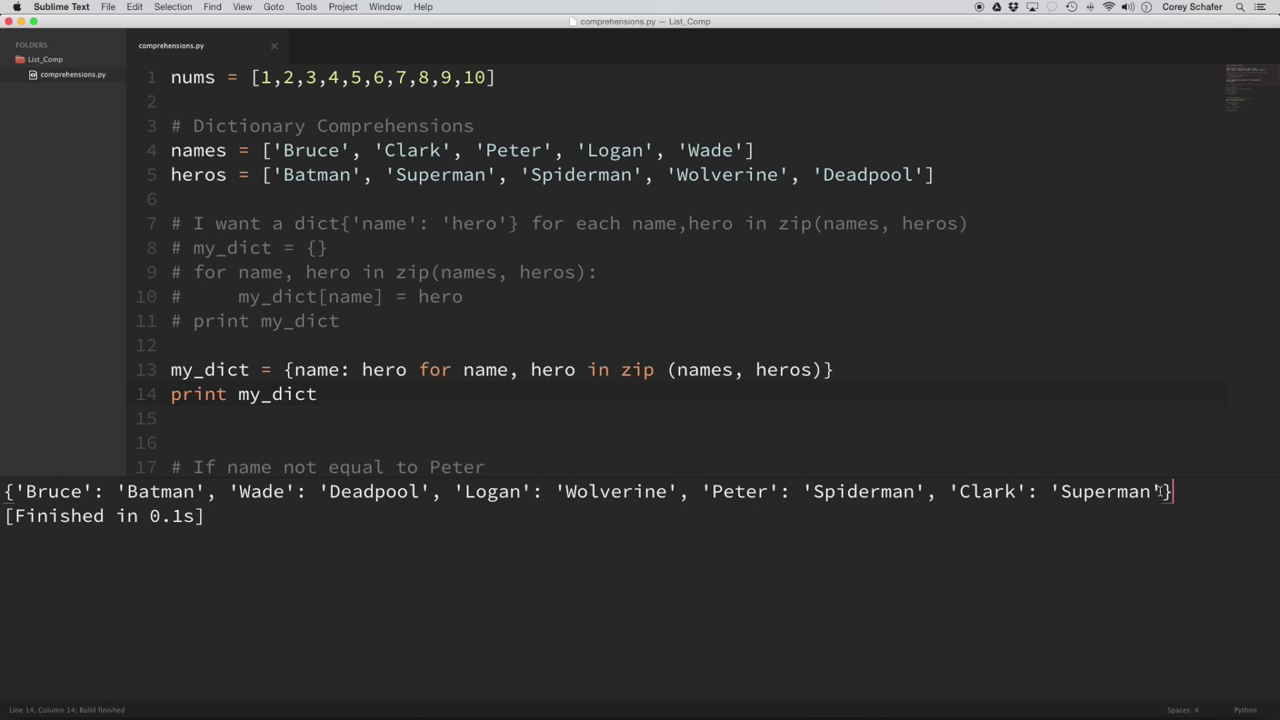 Sublime Text File Edit Selection Find View Goto Tools Project Window Help Corey Schafer
comprehensions.py — List_Comp
FOLDERS
List_Comp
comprehensions.py
comprehensions.py
1 nums = [1,2,3,4,5,6,7,8,9,10]
2
3 # Dictionary Comprehensions
4 names = ['Bruce', 'Clark', 'Peter', 'Logan', 'Wade']
5 heros = ['Batman', 'Superman', 'Spiderman', 'Wolverine', 'Deadpool']
6
7 # I want a dict{'name': 'hero'} for each name,hero in zip(names, heros)
8 # my_dict = {}
9 # for name, hero in zip(names, heros):
10 #     my_dict[name] = hero
11 # print my_dict
12
13 my_dict = {name: hero for name, hero in zip (names, heros)}
14 print my_dict
15
16
17 # If name not equal to Peter
{'Bruce': 'Batman', 'Wade': 'Deadpool', 'Logan': 'Wolverine', 'Peter': 'Spiderman', 'Clark': 'Superman'}
[Finished in 0.1s]
Line 14, Column 14; Build finished Spaces: 4 Python